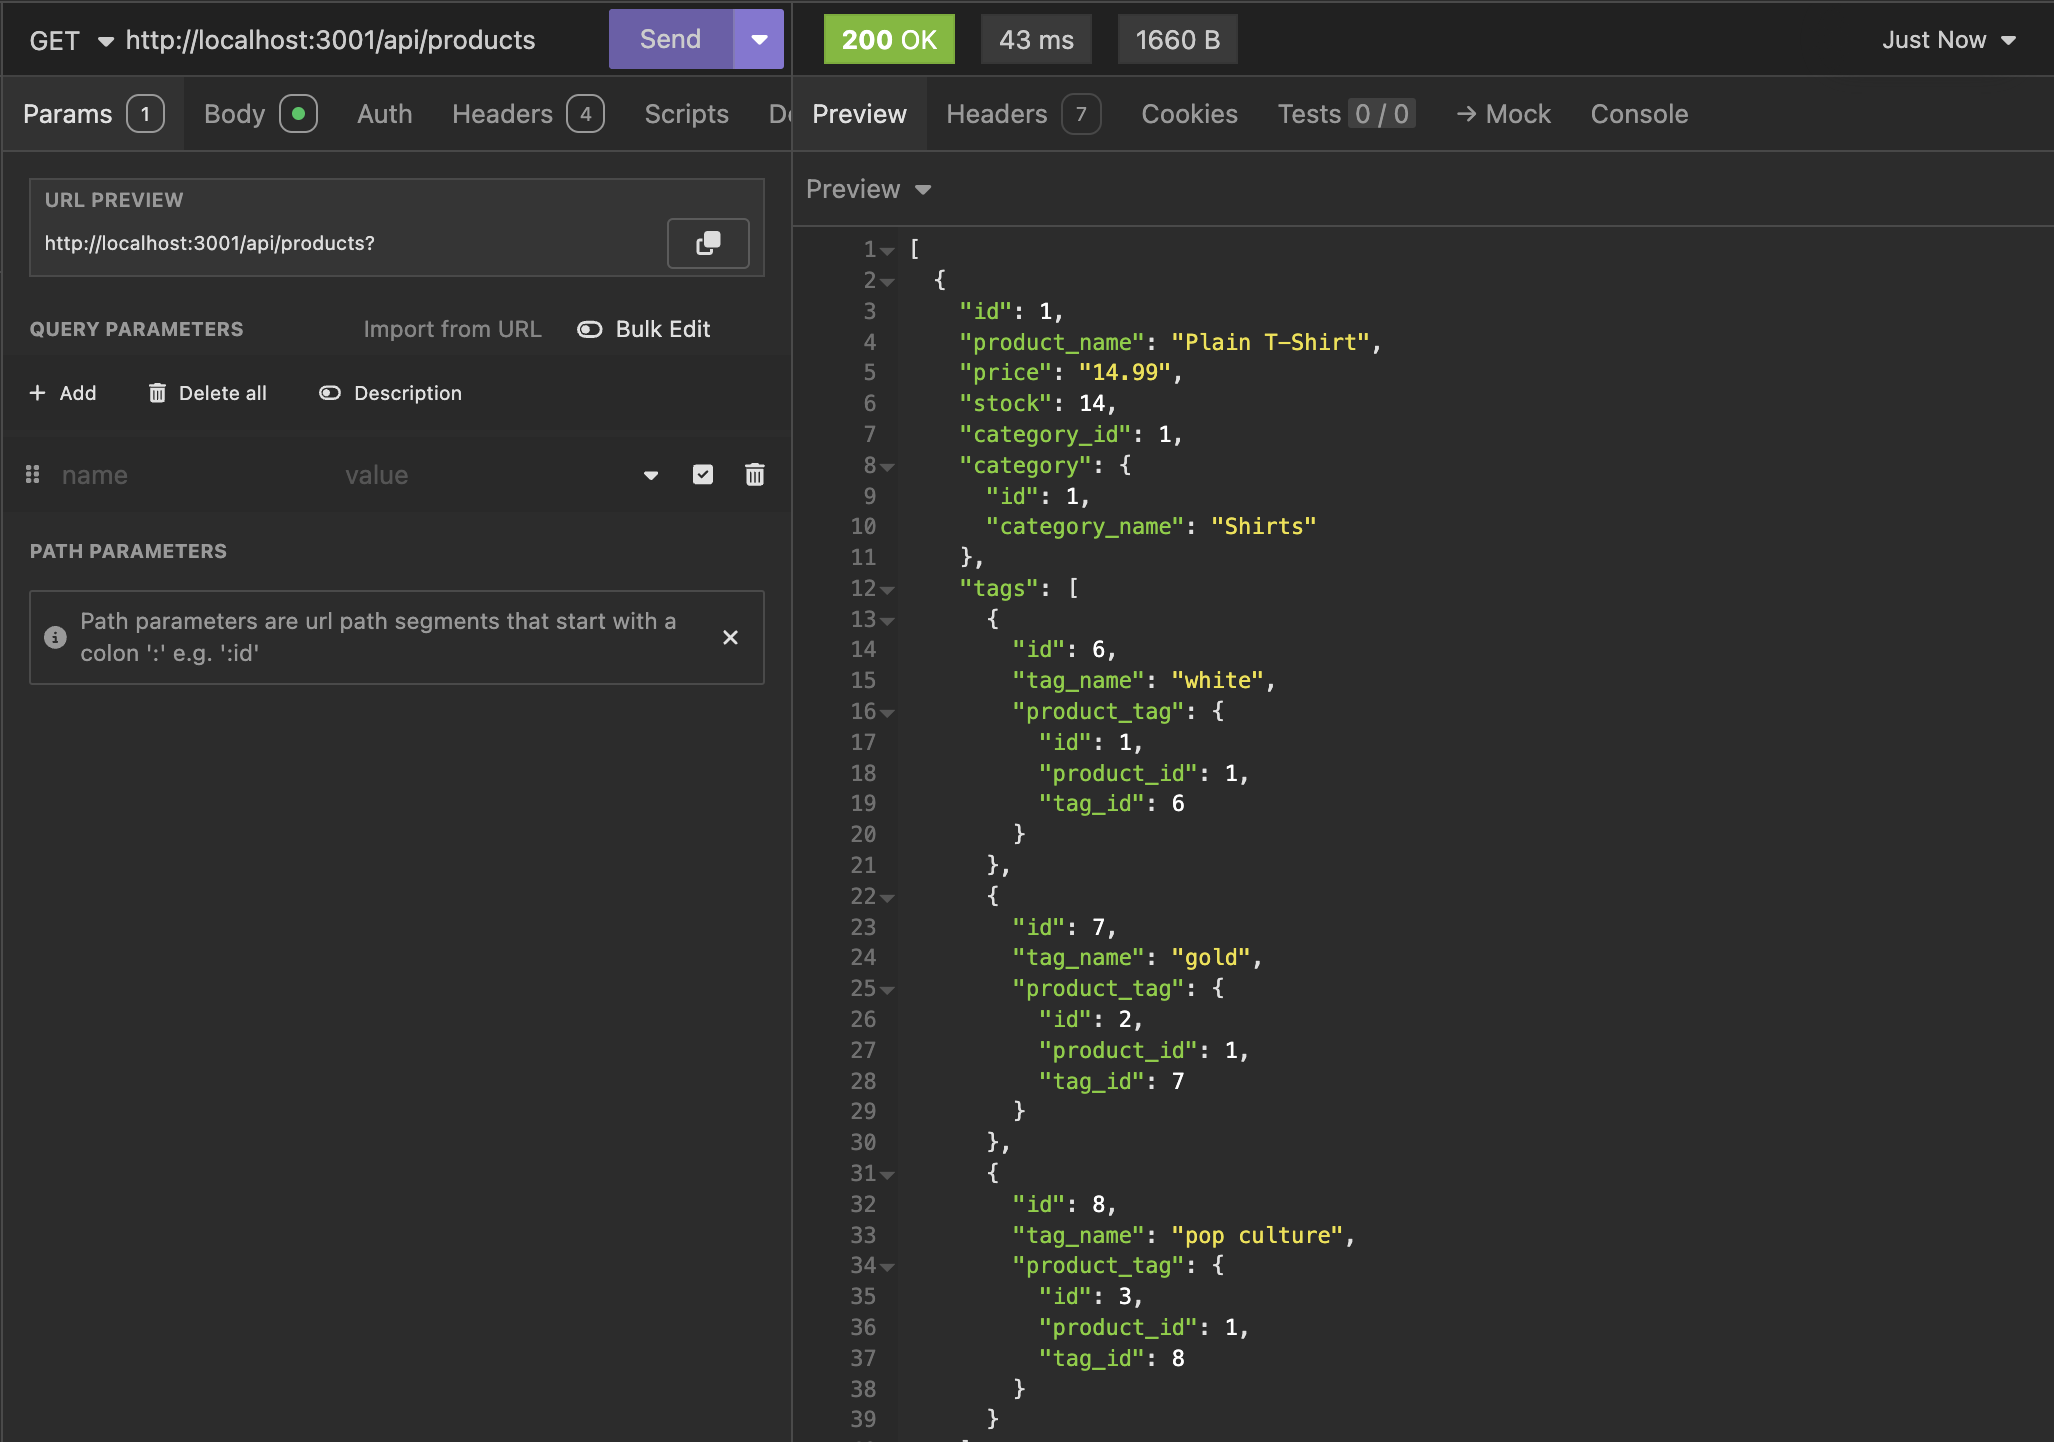 GET http://localhost:3001/api/products Send
Params 1 Body Auth Headers 4 Scripts
URL PREVIEW
http://localhost:3001/api/products?
QUERY PARAMETERS Import from URL Bulk Edit
+ Add Delete all Description
name value
PATH PARAMETERS
Path parameters are url path segments that start with a
colon ':' e.g. ':id'
200 OK 43 ms 1660 B Just Now
Preview Headers 7 Cookies Tests 0 / 0 → Mock Console
Preview
1 [
2 {
3 "id": 1,
4 "product_name": "Plain T-Shirt",
5 "price": "14.99",
6 "stock": 14,
7 "category_id": 1,
8 "category": {
9 "id": 1,
10 "category_name": "Shirts"
11 },
12 "tags": [
13 {
14 "id": 6,
15 "tag_name": "white",
16 "product_tag": {
17 "id": 1,
18 "product_id": 1,
19 "tag_id": 6
20 }
21 },
22 {
23 "id": 7,
24 "tag_name": "gold",
25 "product_tag": {
26 "id": 2,
27 "product_id": 1,
28 "tag_id": 7
29 }
30 },
31 {
32 "id": 8,
33 "tag_name": "pop culture",
34 "product_tag": {
35 "id": 3,
36 "product_id": 1,
37 "tag_id": 8
38 }
39 }